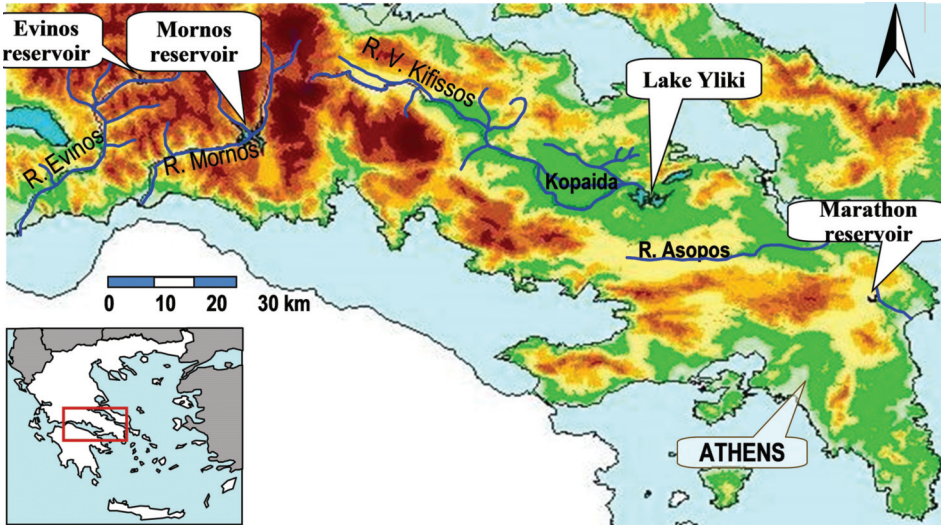 Evinos
reservoir
Mornos
reservoir
R. V. Kifissos
Lake Yliki
R. Evinos
R. Mornos
Kopaida
Marathon
reservoir
R. Asopos
0 10 20 30 km
ATHENS